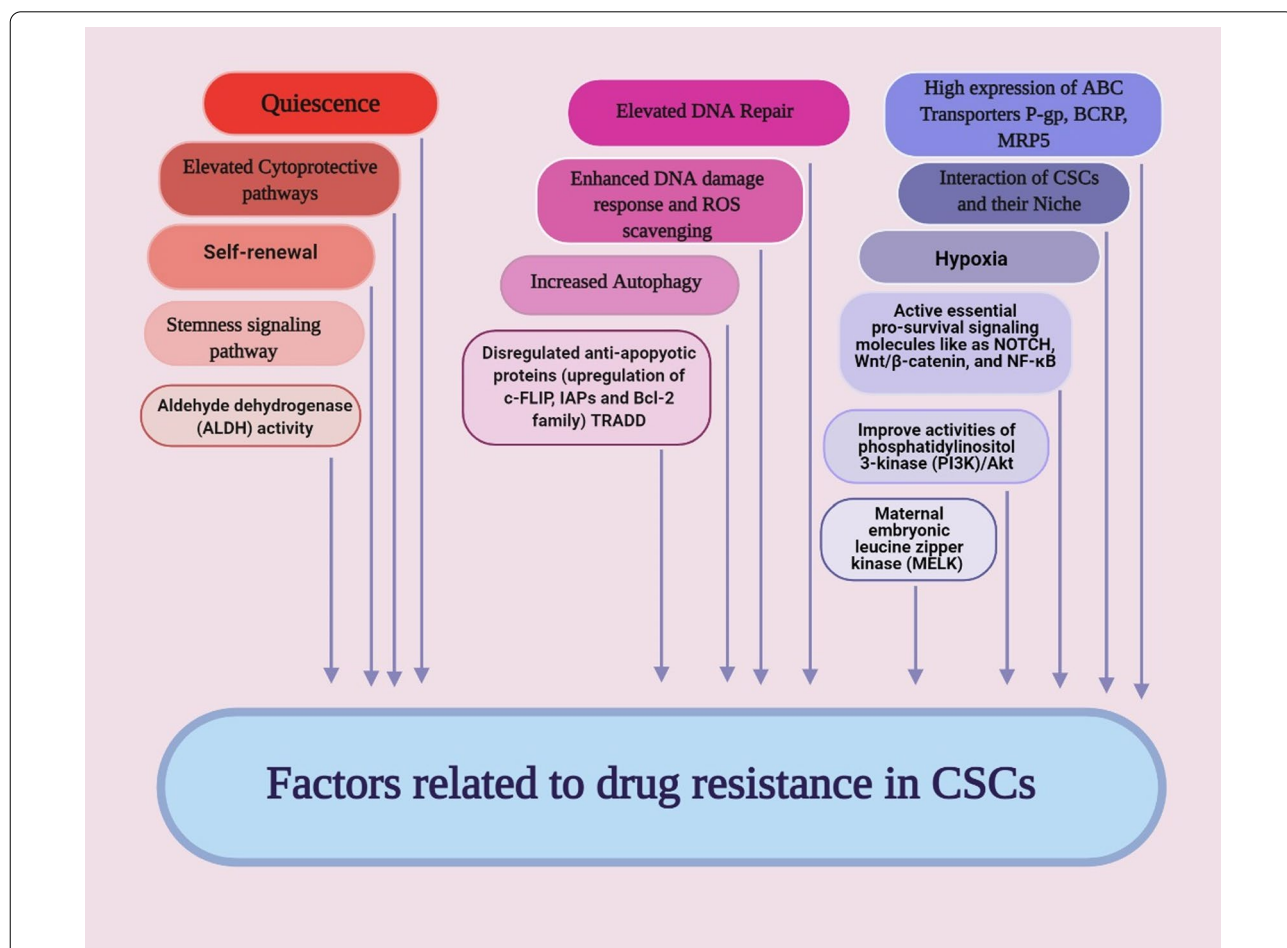 Quiescence
Elevated Cytoprotective
pathways
Self-renewal
Stemness signaling
pathway
Aldehyde dehydrogenase
(ALDH) activity
Elevated DNA Repair
Enhanced DNA damage
response and ROS
scavenging
Increased Autophagy
Disregulated anti-apopyotic
proteins (upregulation of
c-FLIP, IAPs and Bcl-2
family) TRADD
High expression of ABC
Transporters P-gp, BCRP,
MRP5
Interaction of CSCs
and their Niche
Hypoxia
Active essential
pro-survival signaling
molecules like as NOTCH,
Wnt/β-catenin, and NF-κB
Improve activities of
phosphatidylinositol
3-kinase (PI3K)/Akt
Maternal
embryonic
leucine zipper
kinase (MELK)
Factors related to drug resistance in CSCs